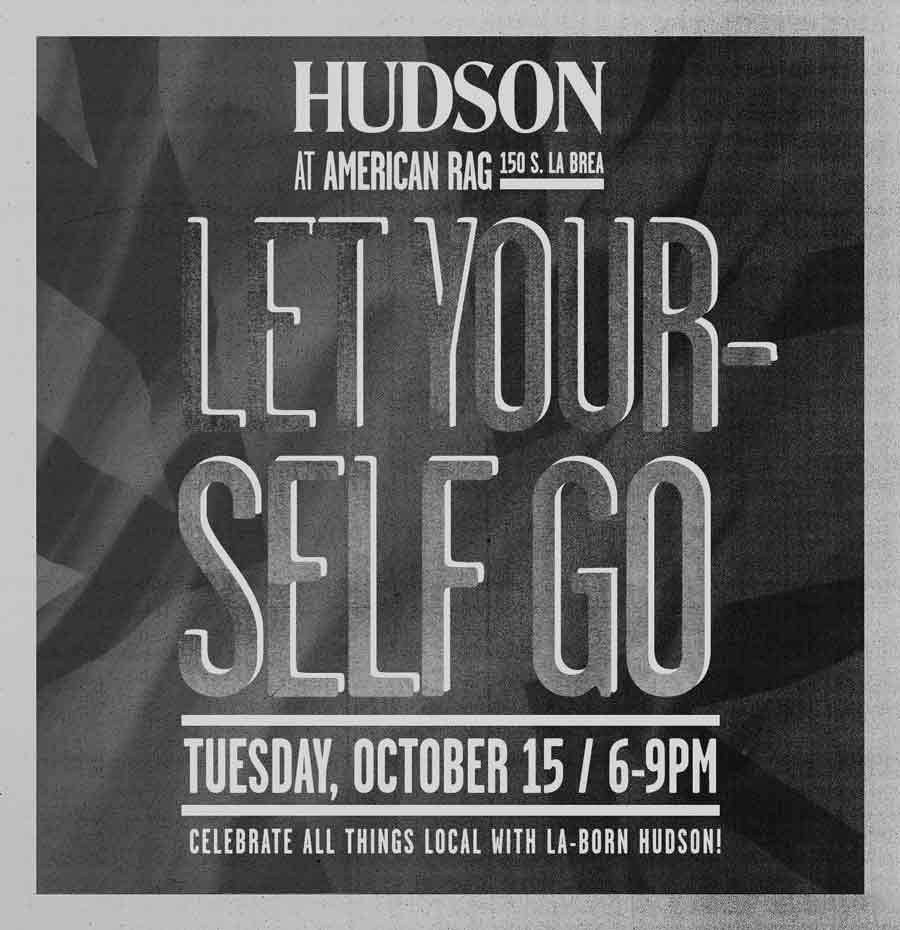 HUDSON
AT AMERICAN RAG 150 S. LA BREA
LET YOUR-
SELF GO
TUESDAY, OCTOBER 15 / 6-9PM
CELEBRATE ALL THINGS LOCAL WITH LA-BORN HUDSON!